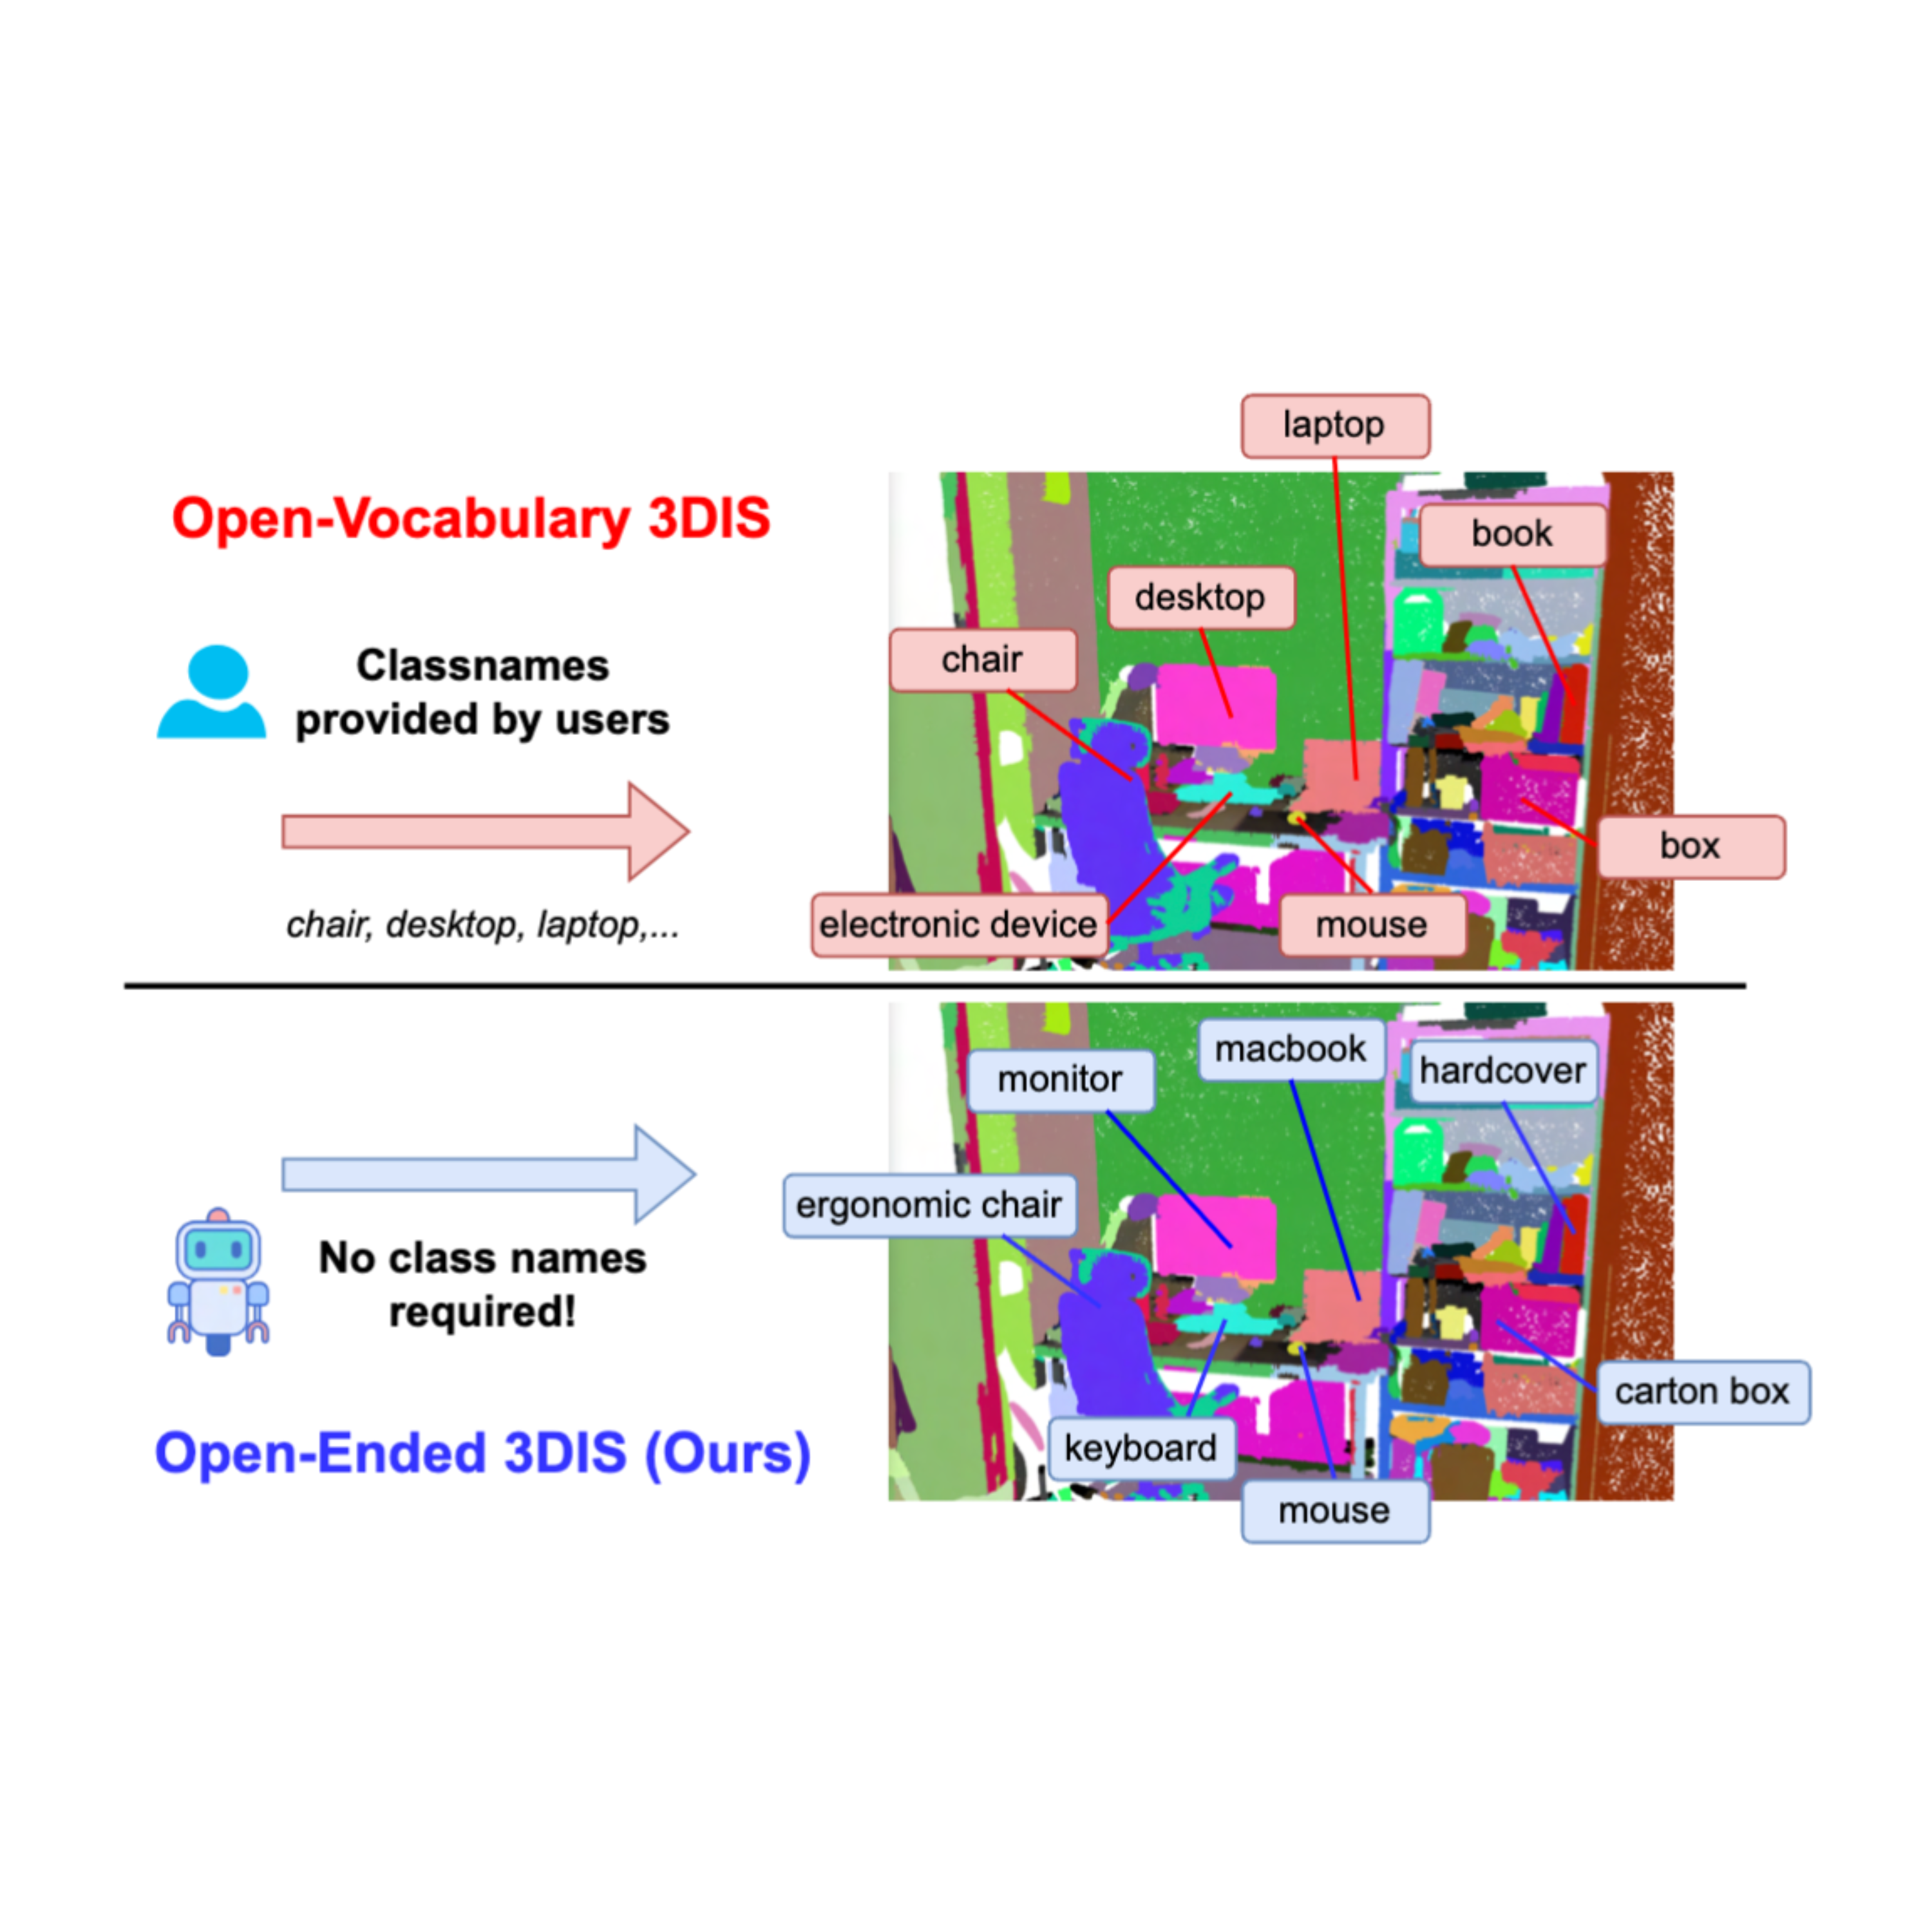 Open-Vocabulary 3DIS
Classnames
provided by users
chair, desktop, laptop,...
laptop
book
desktop
chair
box
electronic device
mouse
monitor
macbook
hardcover
ergonomic chair
No class names
required!
carton box
keyboard
mouse
Open-Ended 3DIS (Ours)